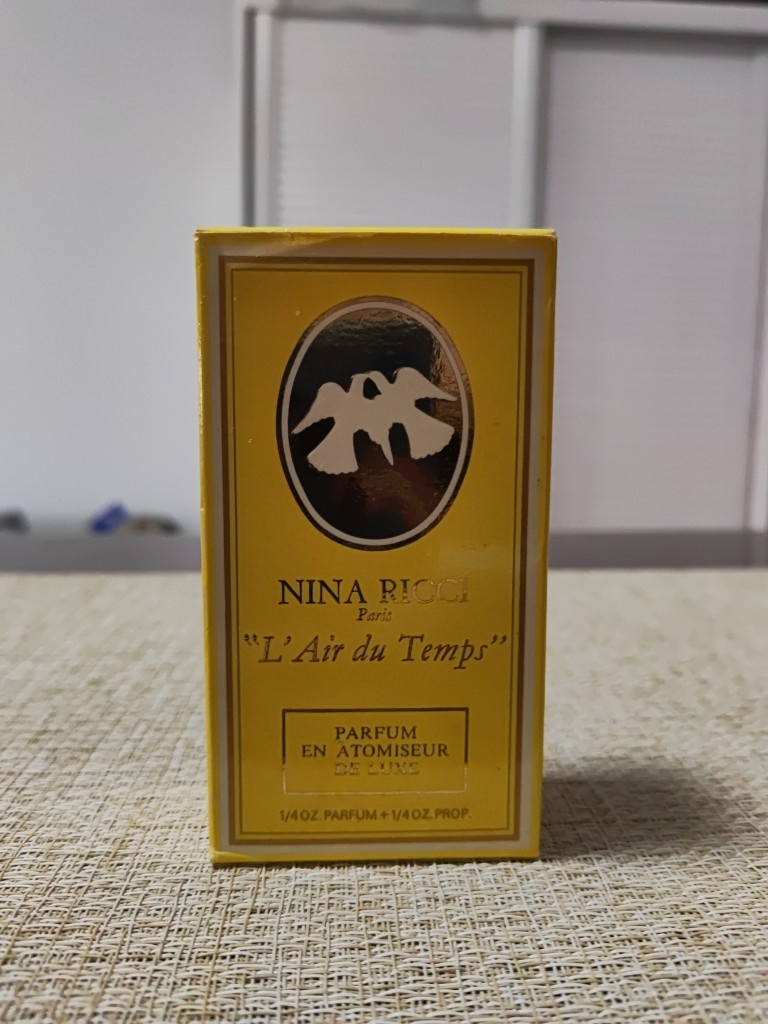 NINA RICCI
Paris
"L'Air du Temps"
PARFUM
EN ATOMISEUR
DE LUXE
1/4 OZ. PARFUM + 1/4 OZ. PROP.